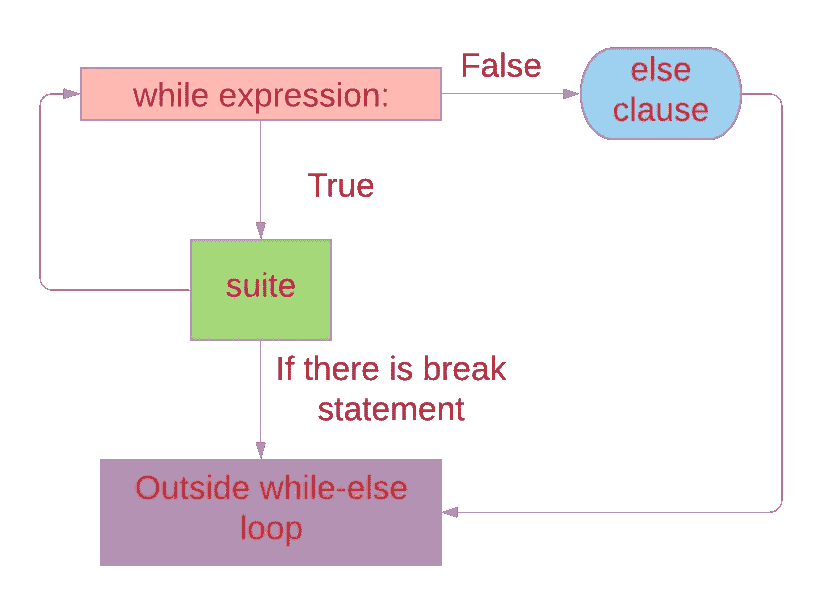 while expression:
False
else
clause
True
suite
If there is break
statement
Outside while-else
loop